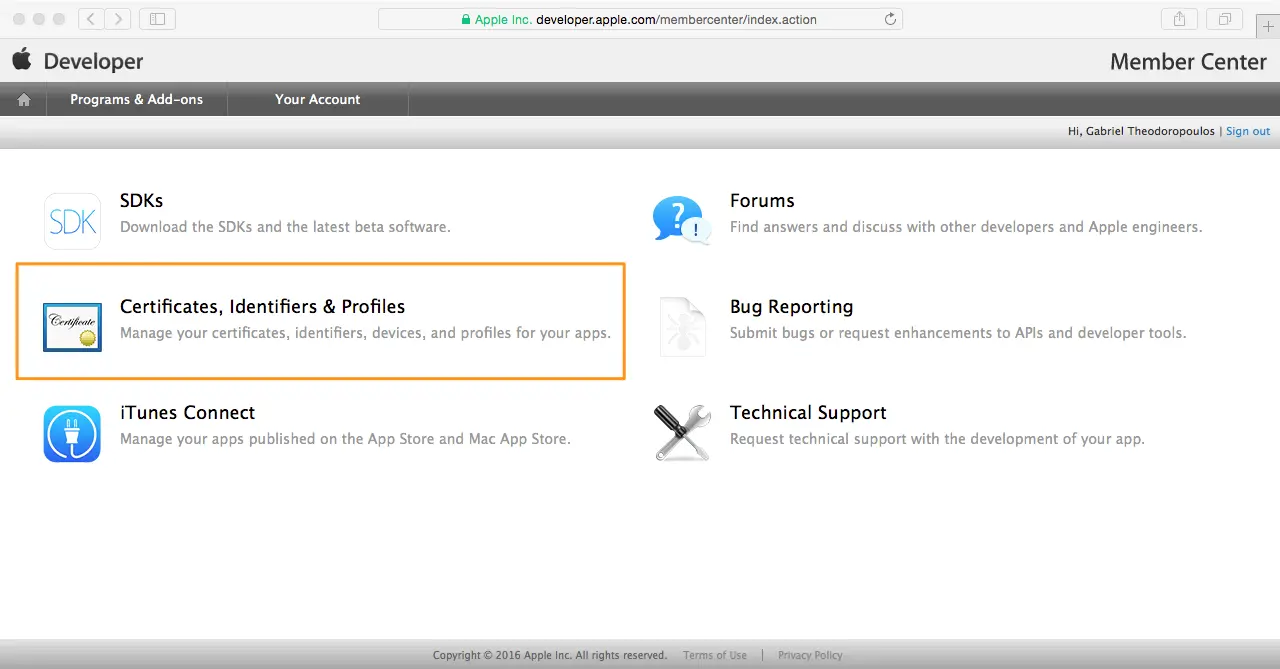 Apple Inc. developer.apple.com/membercenter/index.action
Developer
Member Center
Programs & Add-ons
Your Account
Hi, Gabriel Theodoropoulos | Sign out
SDK
SDKs
Download the SDKs and the latest beta software.
Forums
Find answers and discuss with other developers and Apple engineers.
Certificate
Certificates, Identifiers & Profiles
Manage your certificates, identifiers, devices, and profiles for your apps.
Bug Reporting
Submit bugs or request enhancements to APIs and developer tools.
iTunes Connect
Manage your apps published on the App Store and Mac App Store.
Technical Support
Request technical support with the development of your app.
Copyright © 2016 Apple Inc. All rights reserved. Terms of Use | Privacy Policy